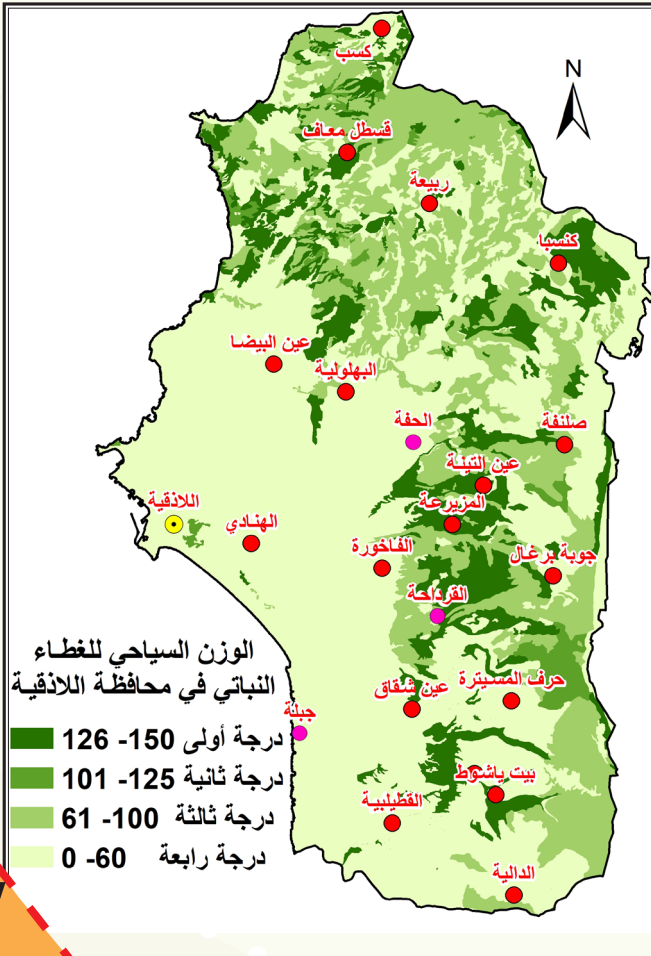 N
كسب
قسطل معاف
ربيعة
كنسبا
عين البيضا
البهلولية
الحفة
صلنفة
عين التينة
المزيرعة
اللاذقية
الهنادي
الفاخورة
جوبة برغال
القرداحة
الوزن السياحي للغطاء
النباتي في محافظة اللاذقية
حرف المسيترة
عين شقاق
جبلة
درجة أولى 150- 126
درجة ثانية 125- 101
درجة ثالثة 100- 61
درجة رابعة 60- 0
بيت ياشوط
القطيلبية
الدالية